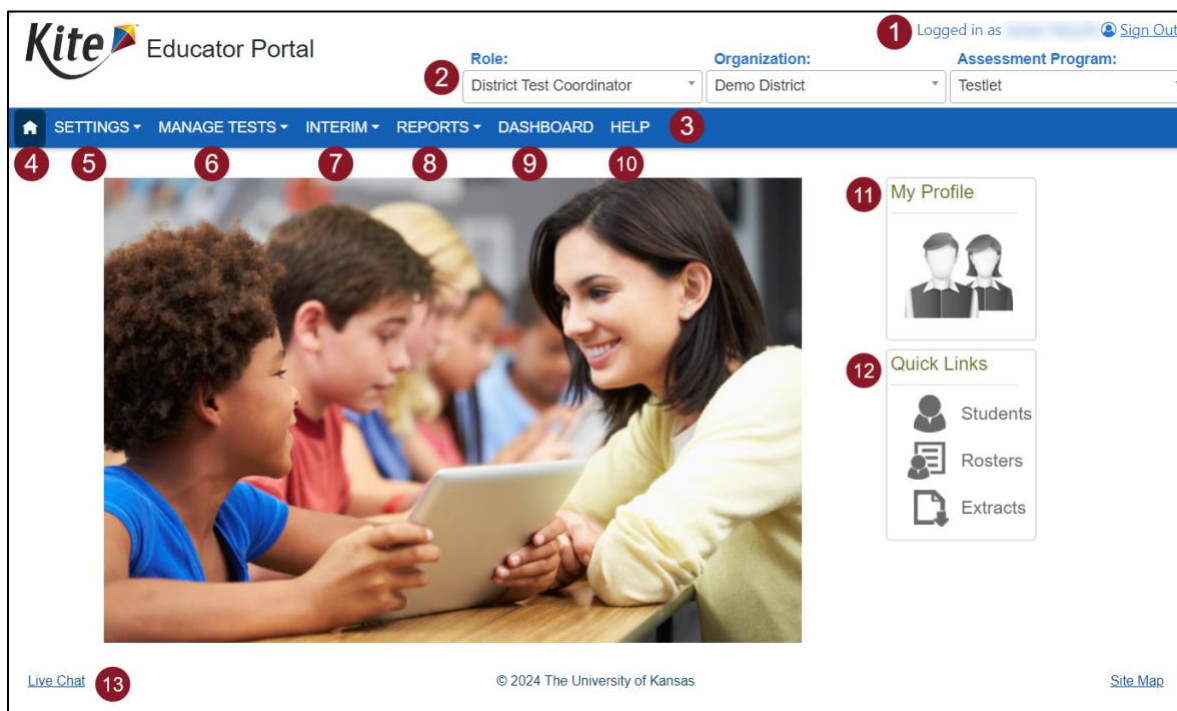 Kite Educator Portal
1 Logged in as Sign Out
Role: Organization: Assessment Program:
2 District Test Coordinator Demo District Testlet
SETTINGS MANAGE TESTS INTERIM REPORTS DASHBOARD HELP 3
4 5 6 7 8 9 10
11 My Profile
12 Quick Links
Students
Rosters
Extracts
Live Chat 13 © 2024 The University of Kansas Site Map